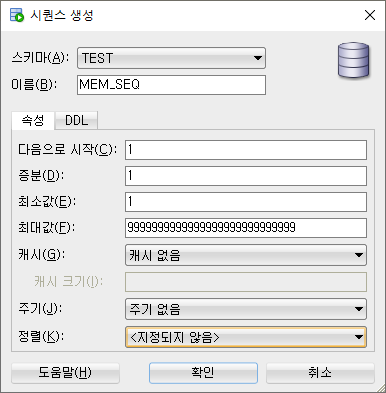 시퀀스 생성
스키마(A): TEST
이름(B): MEM_SEQ
속성 DDL
다음으로 시작(C): 1
증분(D): 1
최소값(E): 1
최대값(F): 9999999999999999999999999999
캐시(G): 캐시 없음
캐시 크기(I):
주기(J): 주기 없음
정렬(K): <지정되지 않음>
도움말(H) 확인 취소